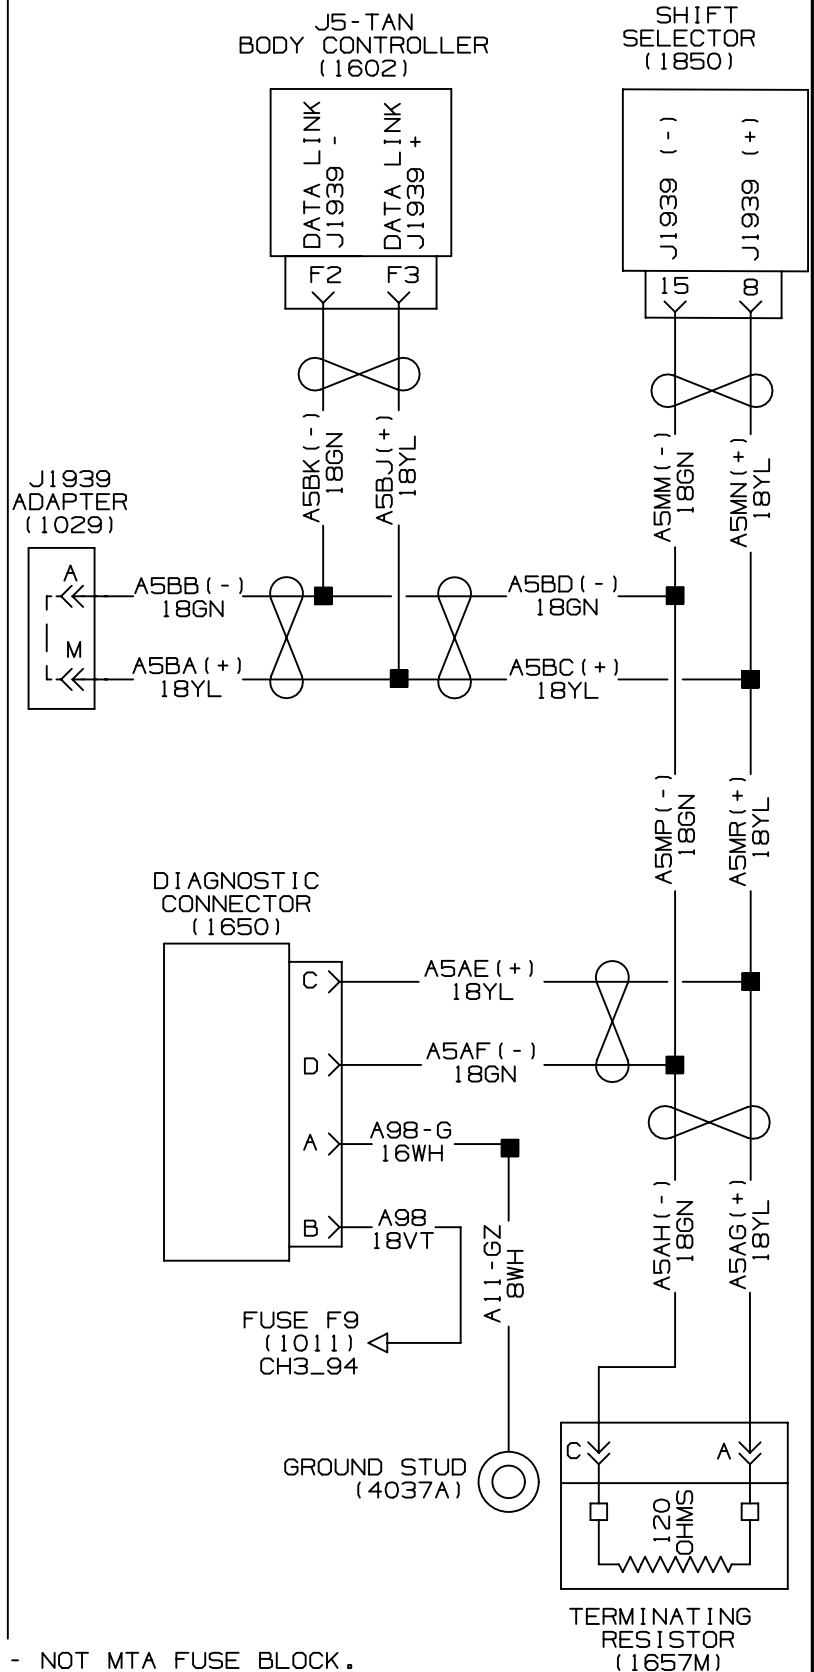 J5-TAN
BODY CONTROLLER
(1602)
SHIFT
SELECTOR
(1850)
DATA LINK
J1939 -
DATA LINK
J1939 +
J1939 (-)
J1939 (+)
F2
F3
15
8
A5BK(-)
18GN
A5BJ(+)
18YL
A5MM(-)
18GN
A5MN(+)
18YL
J1939
ADAPTER
(1029)
A
M
A5BB(-)
18GN
A5BD(-)
18GN
A5BA(+)
18YL
A5BC(+)
18YL
A5MP(-)
18GN
A5MR(+)
18YL
DIAGNOSTIC
CONNECTOR
(1650)
C
A5AE(+)
18YL
D
A5AF(-)
18GN
A
A98-G
16WH
B
A98
18VT
A11-GZ
8WH
A5AH(-)
18GN
A5AG(+)
18YL
FUSE F9
(1011)
CH3_94
GROUND STUD
(4037A)
C
A
120
OHMS
TERMINATING
RESISTOR
(1657M)
- NOT MTA FUSE BLOCK.